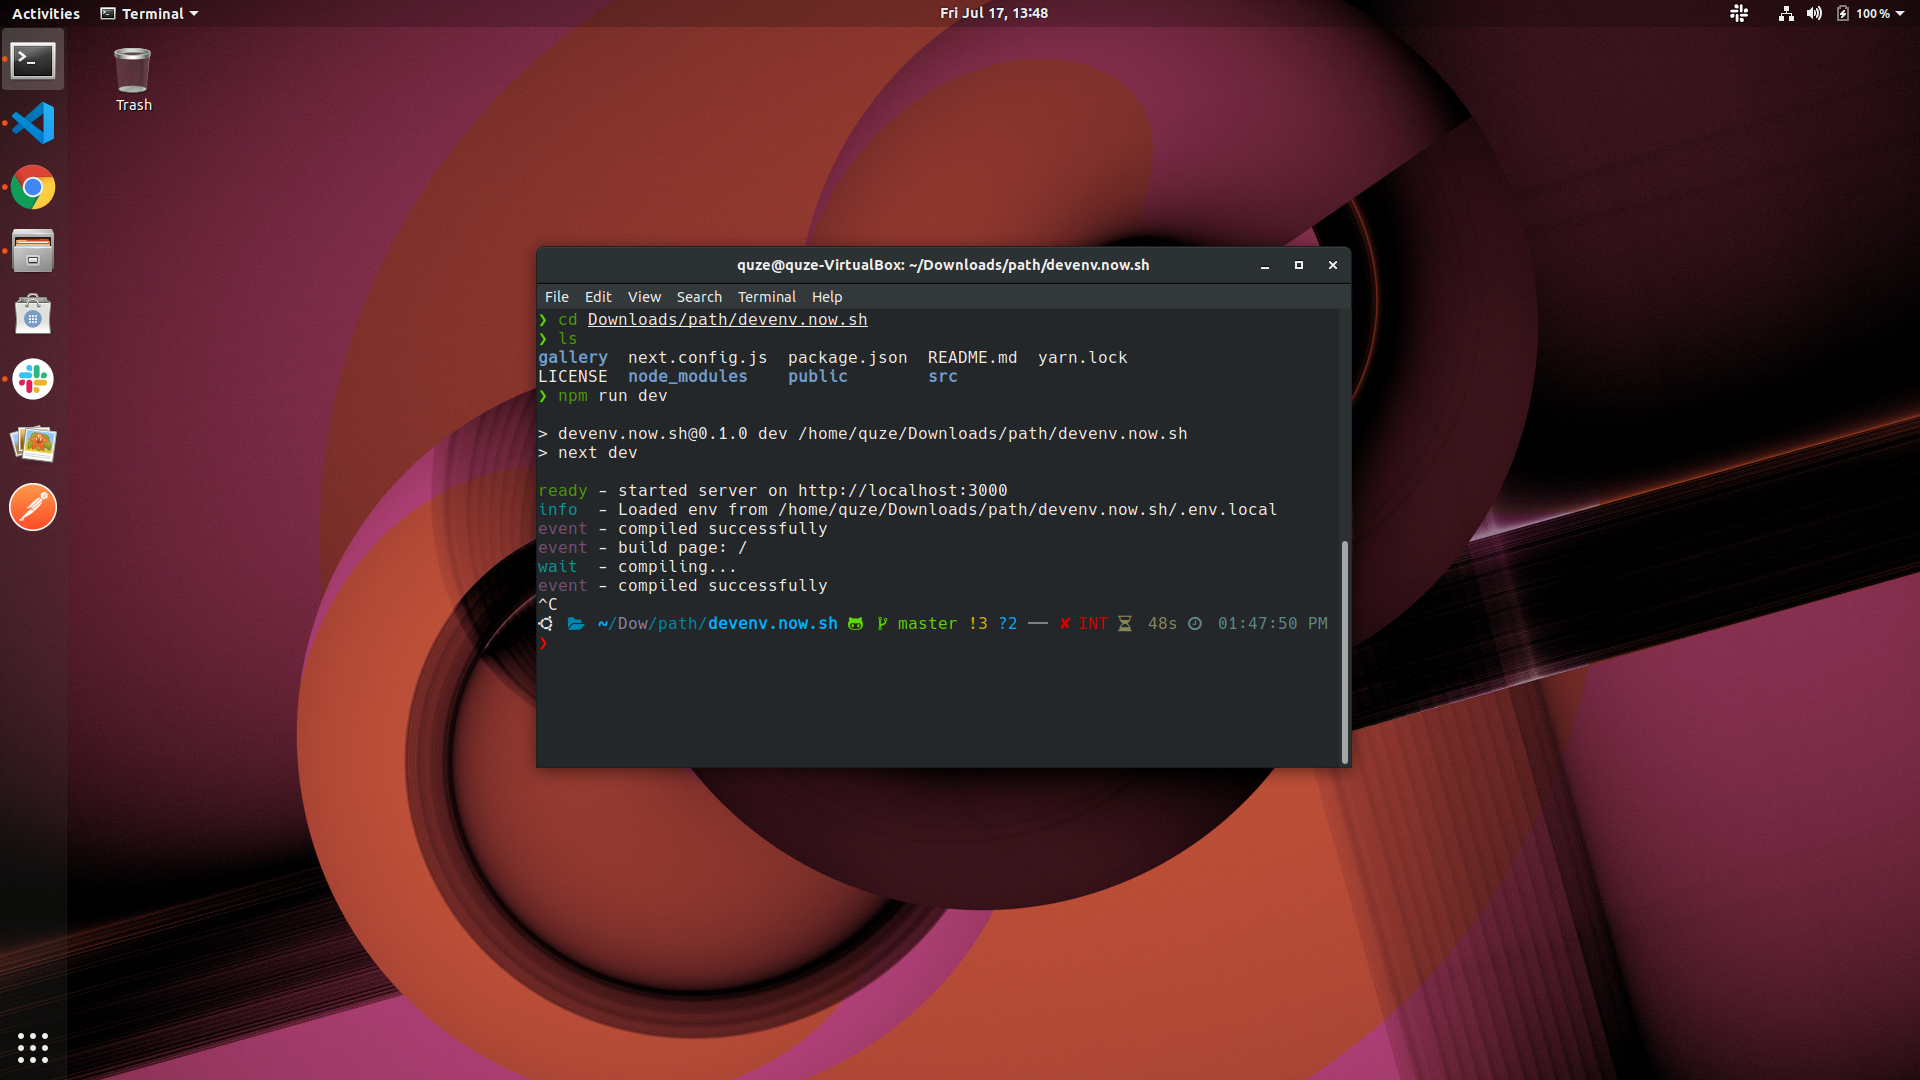 Activities Terminal Fri Jul 17, 13:48 100 %
Trash
quze@quze-VirtualBox: ~/Downloads/path/devenv.now.sh
File Edit View Search Terminal Help
❯ cd Downloads/path/devenv.now.sh
❯ ls
gallery next.config.js package.json README.md yarn.lock
LICENSE node_modules public src
❯ npm run dev
> devenv.now.sh@0.1.0 dev /home/quze/Downloads/path/devenv.now.sh
> next dev
ready - started server on http://localhost:3000
info - Loaded env from /home/quze/Downloads/path/devenv.now.sh/.env.local
event - compiled successfully
event - build page: /
wait - compiling...
event - compiled successfully
^C
~/Dow/path/devenv.now.sh master !3 ?2 ── ✘ INT 48s 01:47:50 PM
❯